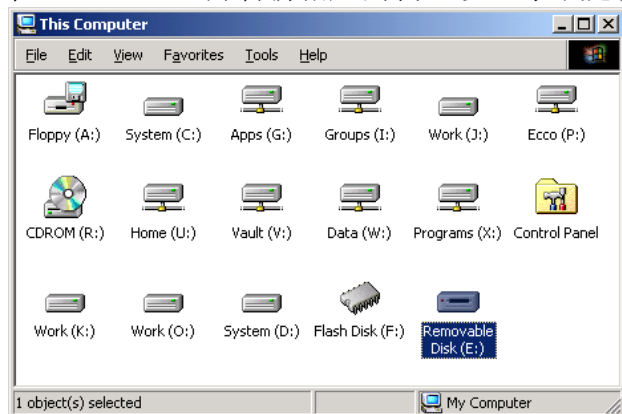 This Computer
File Edit View Favorites Tools Help
Floppy (A:) System (C:) Apps (G:) Groups (I:) Work (J:) Ecco (P:)
CDROM (R:) Home (U:) Vault (V:) Data (W:) Programs (X:) Control Panel
Work (K:) Work (O:) System (D:) Flash Disk (F:) Removable
Disk (E:)
1 object(s) selected My Computer